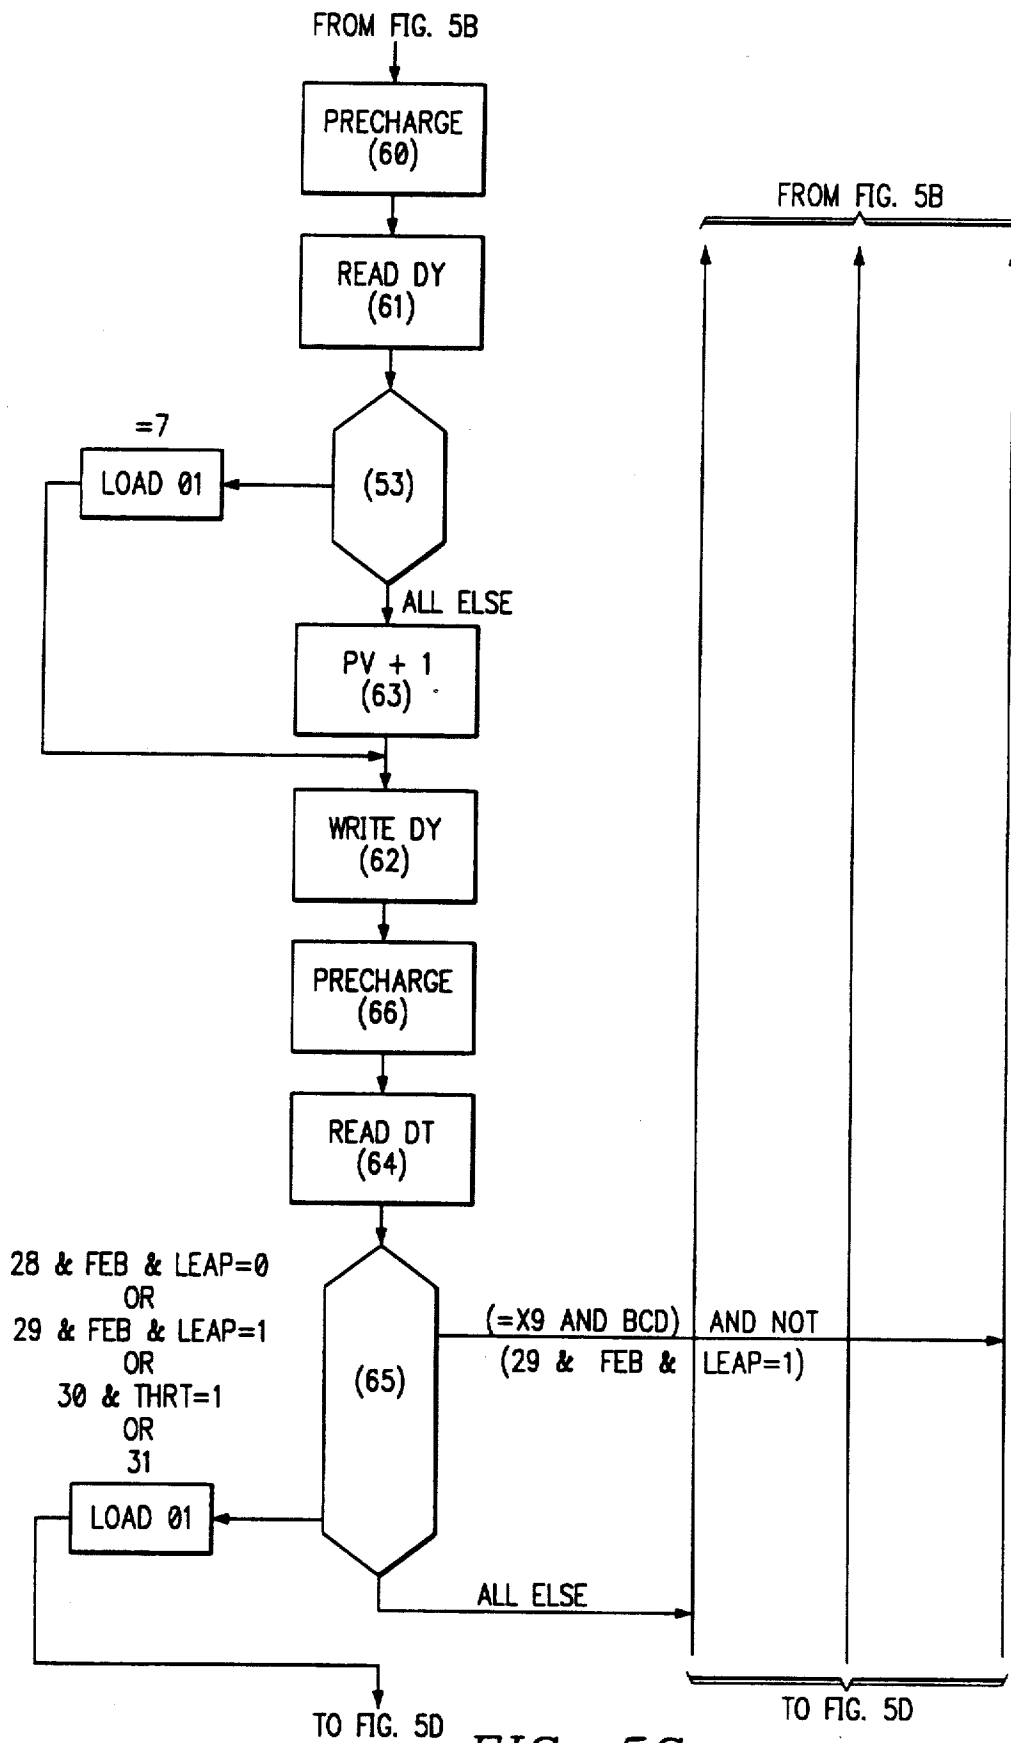 FROM FIG. 5B
PRECHARGE
(60)
FROM FIG. 5B
READ DY
(61)
=7
LOAD 01
(53)
ALL ELSE
PV + 1
(63)
WRITE DY
(62)
PRECHARGE
(66)
READ DT
(64)
28 & FEB & LEAP=0
OR
29 & FEB & LEAP=1
OR
30 & THRT=1
OR
31
(=X9 AND BCD) AND NOT
(29 & FEB & LEAP=1)
(65)
LOAD 01
ALL ELSE
TO FIG. 5D
TO FIG. 5D
FIG. 5C